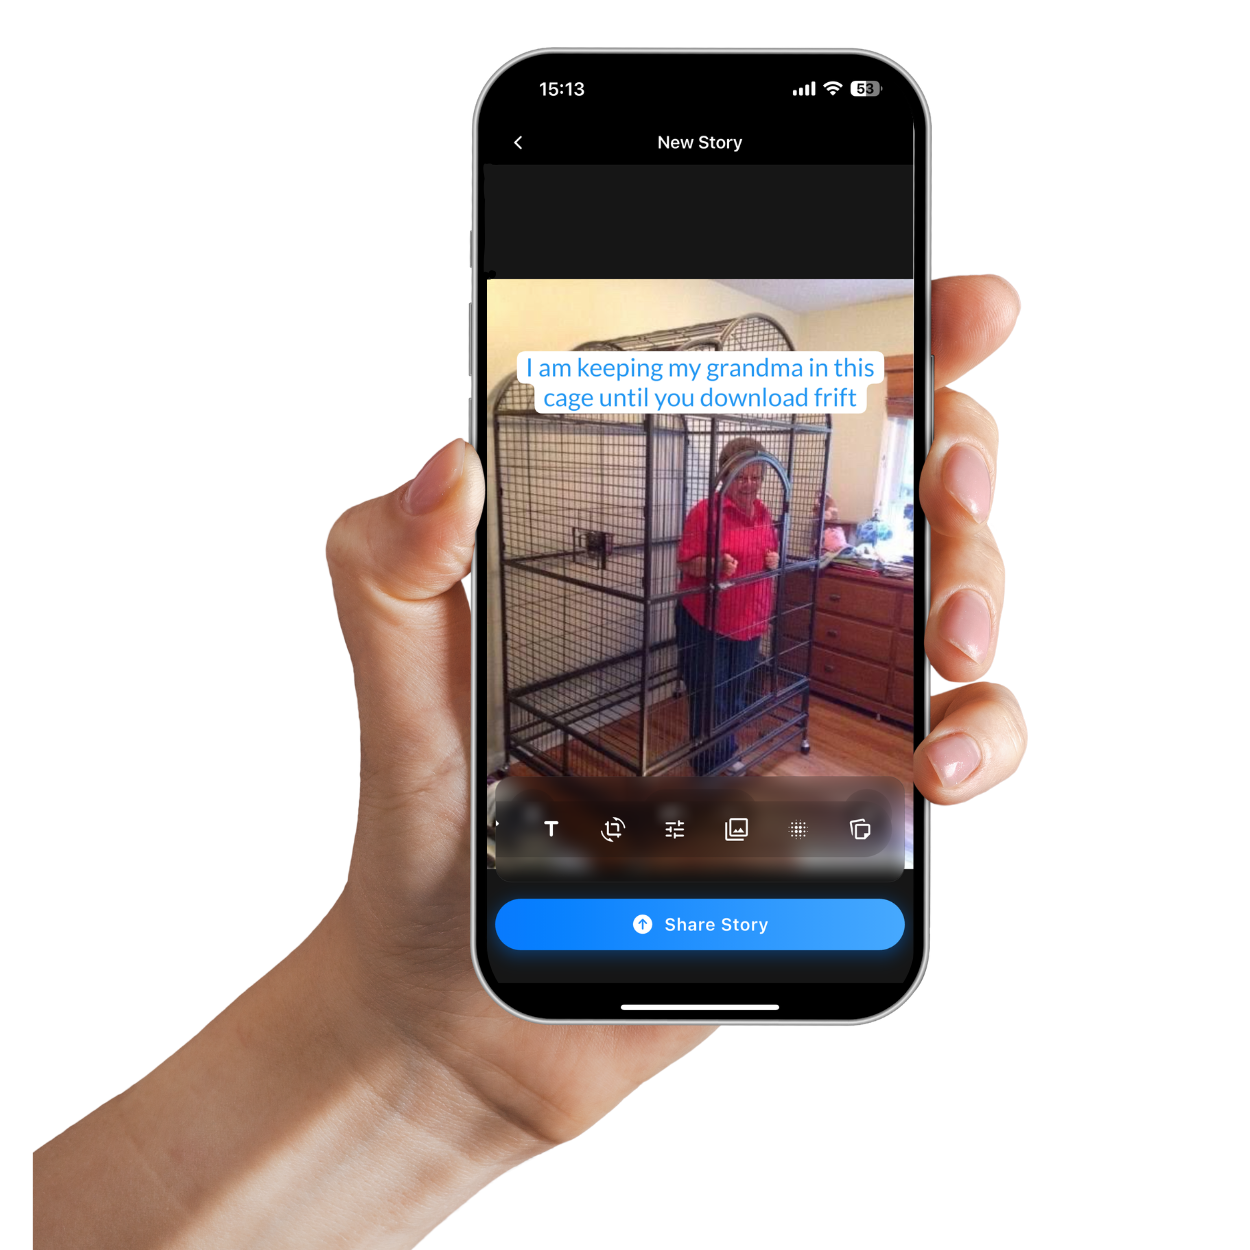 15:13
53
New Story
I am keeping my grandma in this
cage until you download frift
T
Share Story